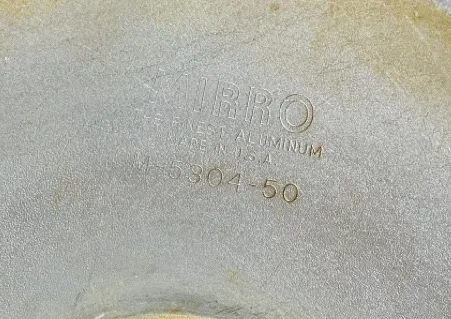 MIRRO
THE FINEST ALUMINUM
MADE IN U.S.A.
M-5304-50